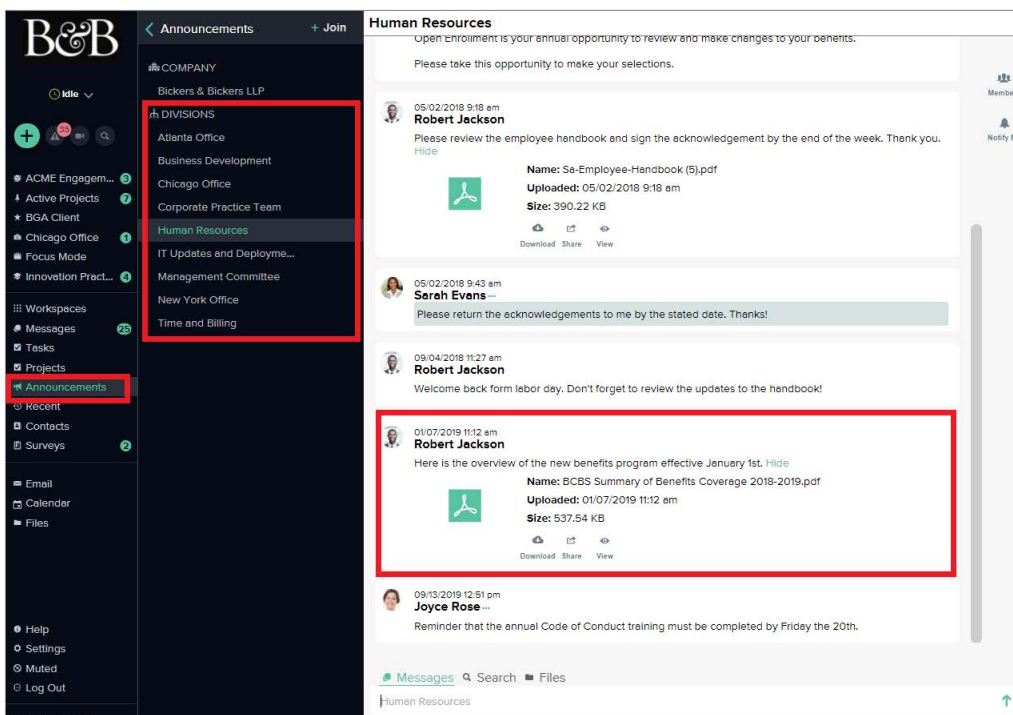 B&B
Idle
35
ACME Engagem... 3
Active Projects 7
BGA Client
Chicago Office 1
Focus Mode
Innovation Pract... 4
Workspaces
Messages 25
Tasks
Projects
Announcements
Recent
Contacts
Surveys 2
Email
Calendar
Files
Help
Settings
Muted
Log Out
Announcements + Join
COMPANY
Bickers & Bickers LLP
DIVISIONS
Atlanta Office
Business Development
Chicago Office
Corporate Practice Team
Human Resources
IT Updates and Deployme...
Management Committee
New York Office
Time and Billing
Human Resources
Open Enrollment is your annual opportunity to review and make changes to your benefits.
Please take this opportunity to make your selections.
05/02/2018 9:18 am
Robert Jackson
Please review the employee handbook and sign the acknowledgement by the end of the week. Thank you.
Hide
Name: Sa-Employee-Handbook (5).pdf
Uploaded: 05/02/2018 9:18 am
Size: 390.22 KB
Download Share View
05/02/2018 9:43 am
Sarah Evans...
Please return the acknowledgements to me by the stated date. Thanks!
09/04/2018 11:27 am
Robert Jackson
Welcome back form labor day. Don't forget to review the updates to the handbook!
01/07/2019 11:12 am
Robert Jackson
Here is the overview of the new benefits program effective January 1st. Hide
Name: BCBS Summary of Benefits Coverage 2018-2019.pdf
Uploaded: 01/07/2019 11:12 am
Size: 537.54 KB
Download Share View
09/13/2019 12:51 pm
Joyce Rose...
Reminder that the annual Code of Conduct training must be completed by Friday the 20th.
Messages Search Files
Human Resources
Membe
Notify